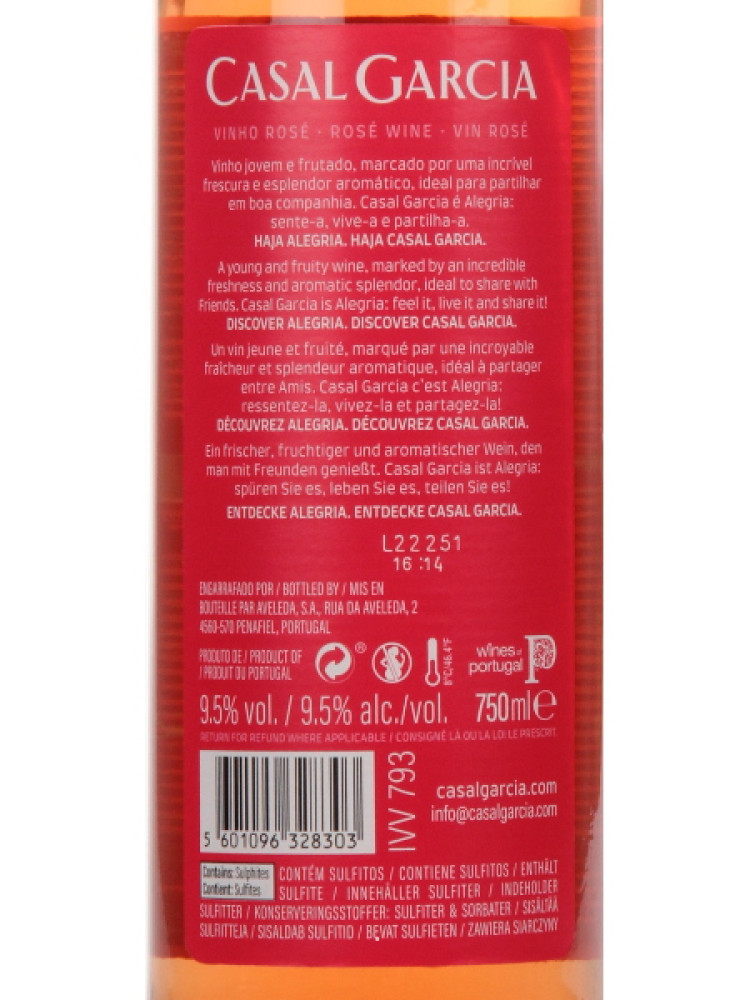 CASAL GARCIA
VINHO ROSÉ · ROSÉ WINE · VIN ROSÉ
Vinho jovem e frutado, marcado por uma incrível
frescura e esplendor aromático, ideal para partilhar
em boa companhia. Casal Garcia é Alegria:
sente-a, vive-a e partilha-a.
HAJA ALEGRIA. HAJA CASAL GARCIA.
A young and fruity wine, marked by an incredible
freshness and aromatic splendor, ideal to share with
Friends. Casal Garcia is Alegria: feel it, live it and share it!
DISCOVER ALEGRIA. DISCOVER CASAL GARCIA.
Un vin jeune et fruité, marqué par une incroyable
fraîcheur et splendeur aromatique, idéal à partager
entre Amis. Casal Garcia c'est Alegria:
ressentez-la, vivez-la et partagez-la!
DÉCOUVREZ ALEGRIA. DÉCOUVREZ CASAL GARCIA.
Ein frischer, fruchtiger und aromatischer Wein, den
man mit Freunden genießt. Casal Garcia ist Alegria:
spüren Sie es, leben Sie es, teilen Sie es!
ENTDECKE ALEGRIA. ENTDECKE CASAL GARCIA.
L22251
16:14
ENGARRAFADO POR / BOTTLED BY / MIS EN
BOUTEILLE PAR AVELEDA, S.A., RUA DA AVELEDA, 2
4560-570 PENAFIEL, PORTUGAL
PRODUTO DE / PRODUCT OF
/ PRODUIT DU PORTUGAL
®
8°C/46.4°F
wines of
portugal
9.5% vol. / 9.5% alc./vol. 750ml e
RETURN FOR REFUND WHERE APPLICABLE / CONSIGNÉ LÀ OU LA LOI LE PRESCRIT.
IVV 793
casalgarcia.com
info@casalgarcia.com
5 601096 328303
Contains: Sulphites
Contient: Sulfites
CONTÉM SULFITOS / CONTIENE SULFITOS / ENTHÄLT
SULFITE / INNEHÅLLER SULFITER / INDEHOLDER
SULFITTER / KONSERVERINGSSTOFFER: SULFITER & SORBATER / SISÄLTÄÄ
SULFIITTEJA / SISALDAB SULFITID / BEVAT SULFIETEN / ZAWIERA SIARCZYNY